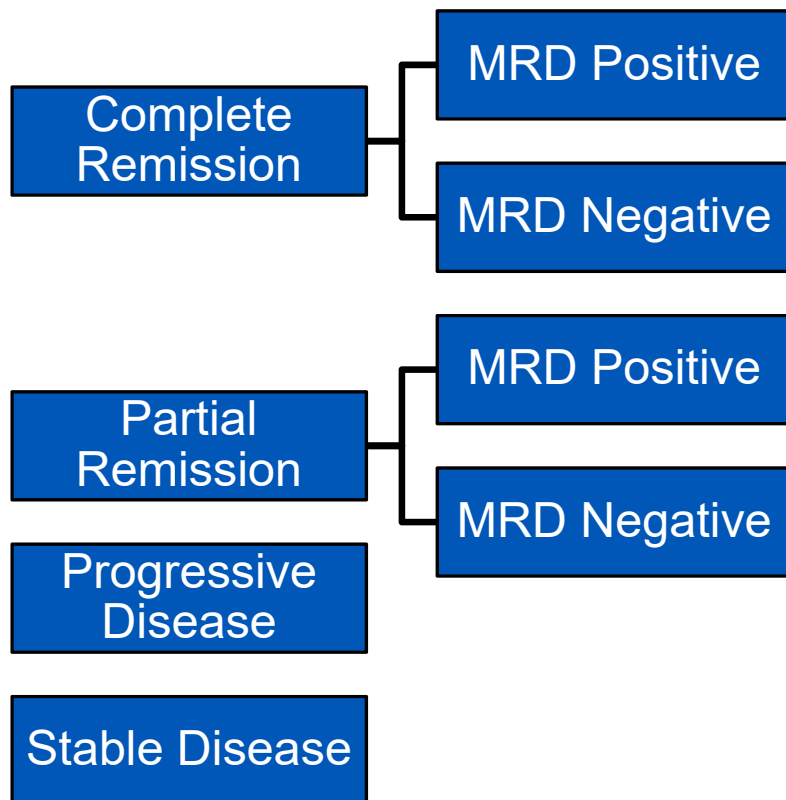 Complete
Remission
MRD Positive
MRD Negative
Partial
Remission
MRD Positive
MRD Negative
Progressive
Disease
Stable Disease